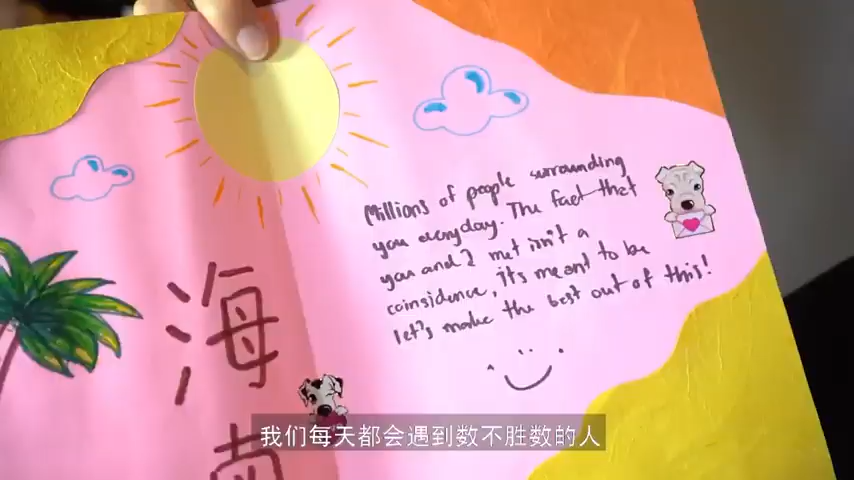 Millions of people surrounding
you everyday. The fact that
you and I met isn't a
coinsidence, its meant to be
let's make the best out of this!
海
南
我们每天都会遇到数不胜数的人